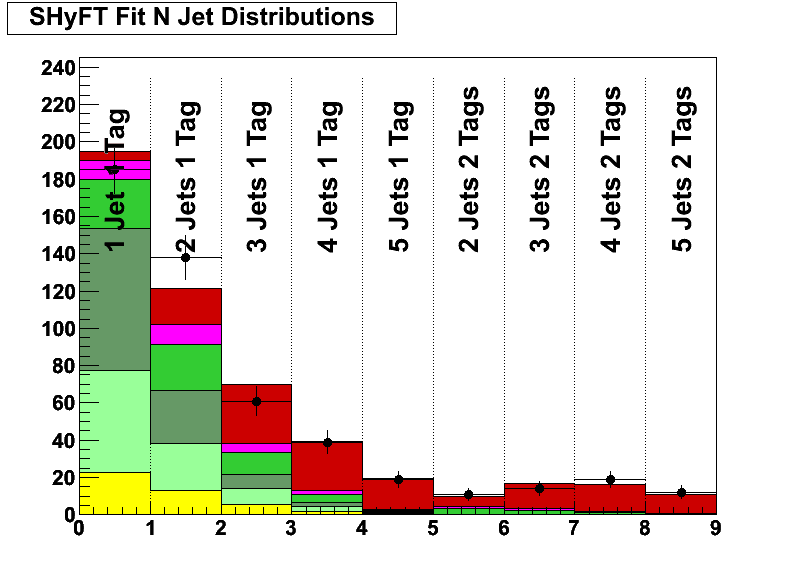 SHyFT Fit N Jet Distributions
240
220
200
180
160
140
120
100
80
60
40
20
0
1 Jet 1 Tag
2 Jets 1 Tag
3 Jets 1 Tag
4 Jets 1 Tag
5 Jets 1 Tag
2 Jets 2 Tags
3 Jets 2 Tags
4 Jets 2 Tags
5 Jets 2 Tags
0 1 2 3 4 5 6 7 8 9